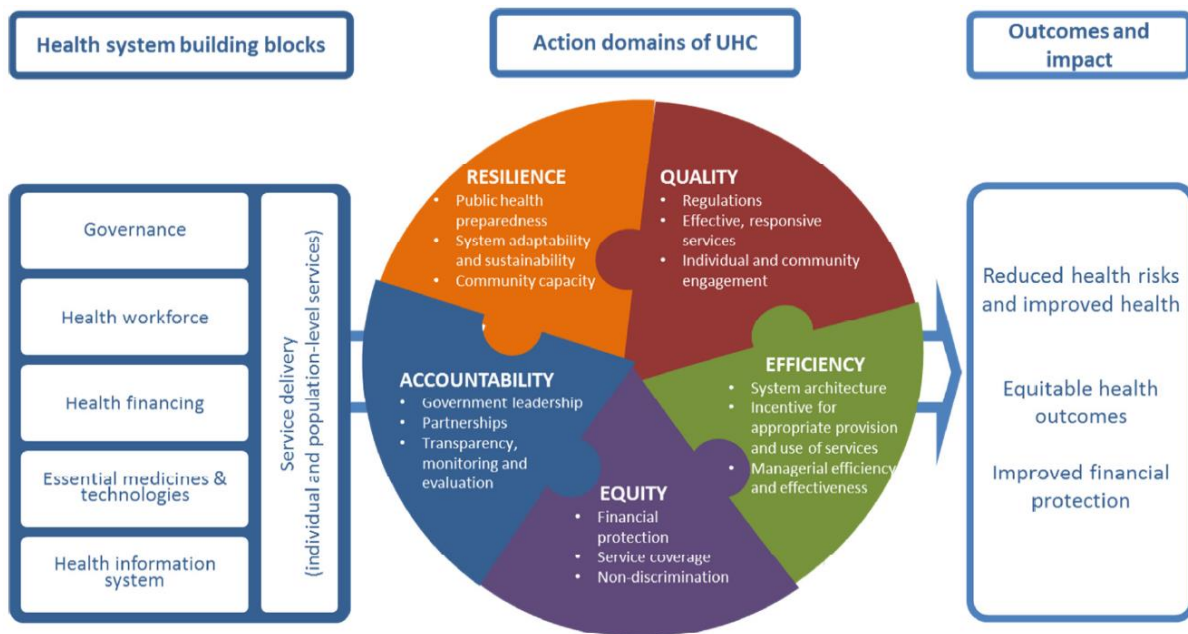 Health system building blocks
Action domains of UHC
Outcomes and
impact
Governance
Health workforce
Health financing
Essential medicines &
technologies
Health information
system
Service delivery
(individual and population-level services)
RESILIENCE
• Public health
preparedness
• System adaptability
and sustainability
• Community capacity
QUALITY
• Regulations
• Effective, responsive
services
• Individual and community
engagement
ACCOUNTABILITY
• Government leadership
• Partnerships
• Transparency,
monitoring and
evaluation
EFFICIENCY
• System architecture
• Incentive for
appropriate provision
and use of services
• Managerial efficiency
and effectiveness
EQUITY
• Financial
protection
• Service coverage
• Non-discrimination
Reduced health risks
and improved health
Equitable health
outcomes
Improved financial
protection